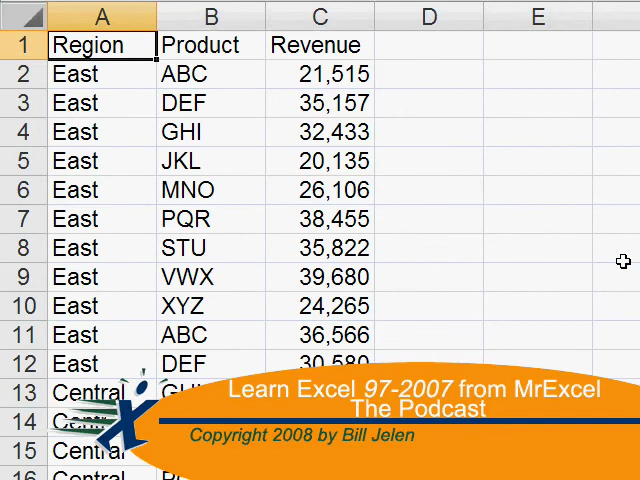 A B C D E
1 Region Product Revenue
2 East ABC 21,515
3 East DEF 35,157
4 East GHI 32,433
5 East JKL 20,135
6 East MNO 26,106
7 East PQR 38,455
8 East STU 35,822
9 East VWX 39,680
10 East XYZ 24,265
11 East ABC 36,566
12 East DEF 30,580
13 Central
14
15 Central
16 Central
Learn Excel 97-2007 from MrExcel
The Podcast
Copyright 2008 by Bill Jelen